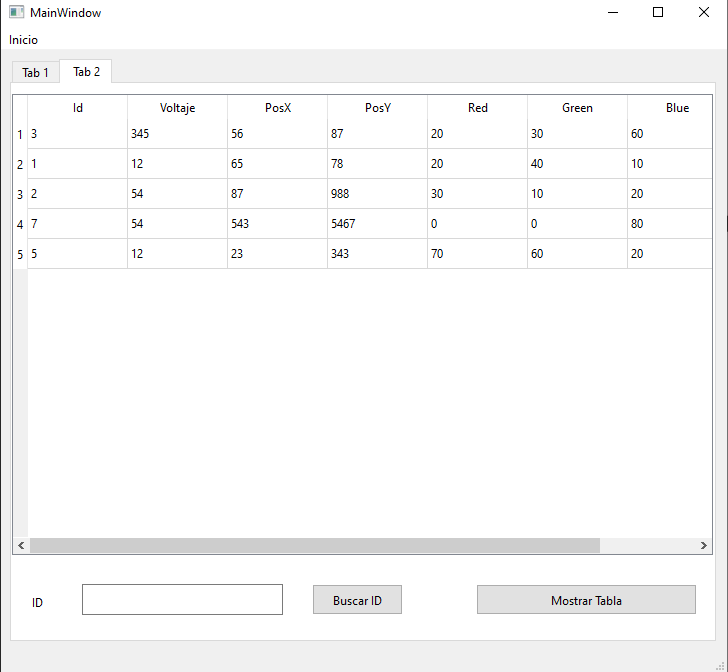 MainWindow
Inicio
Tab 1 Tab 2
Id Voltaje PosX PosY Red Green Blue
1 3 345 56 87 20 30 60
2 1 12 65 78 20 40 10
3 2 54 87 988 30 10 20
4 7 54 543 5467 0 0 80
5 5 12 23 343 70 60 20
ID Buscar ID Mostrar Tabla